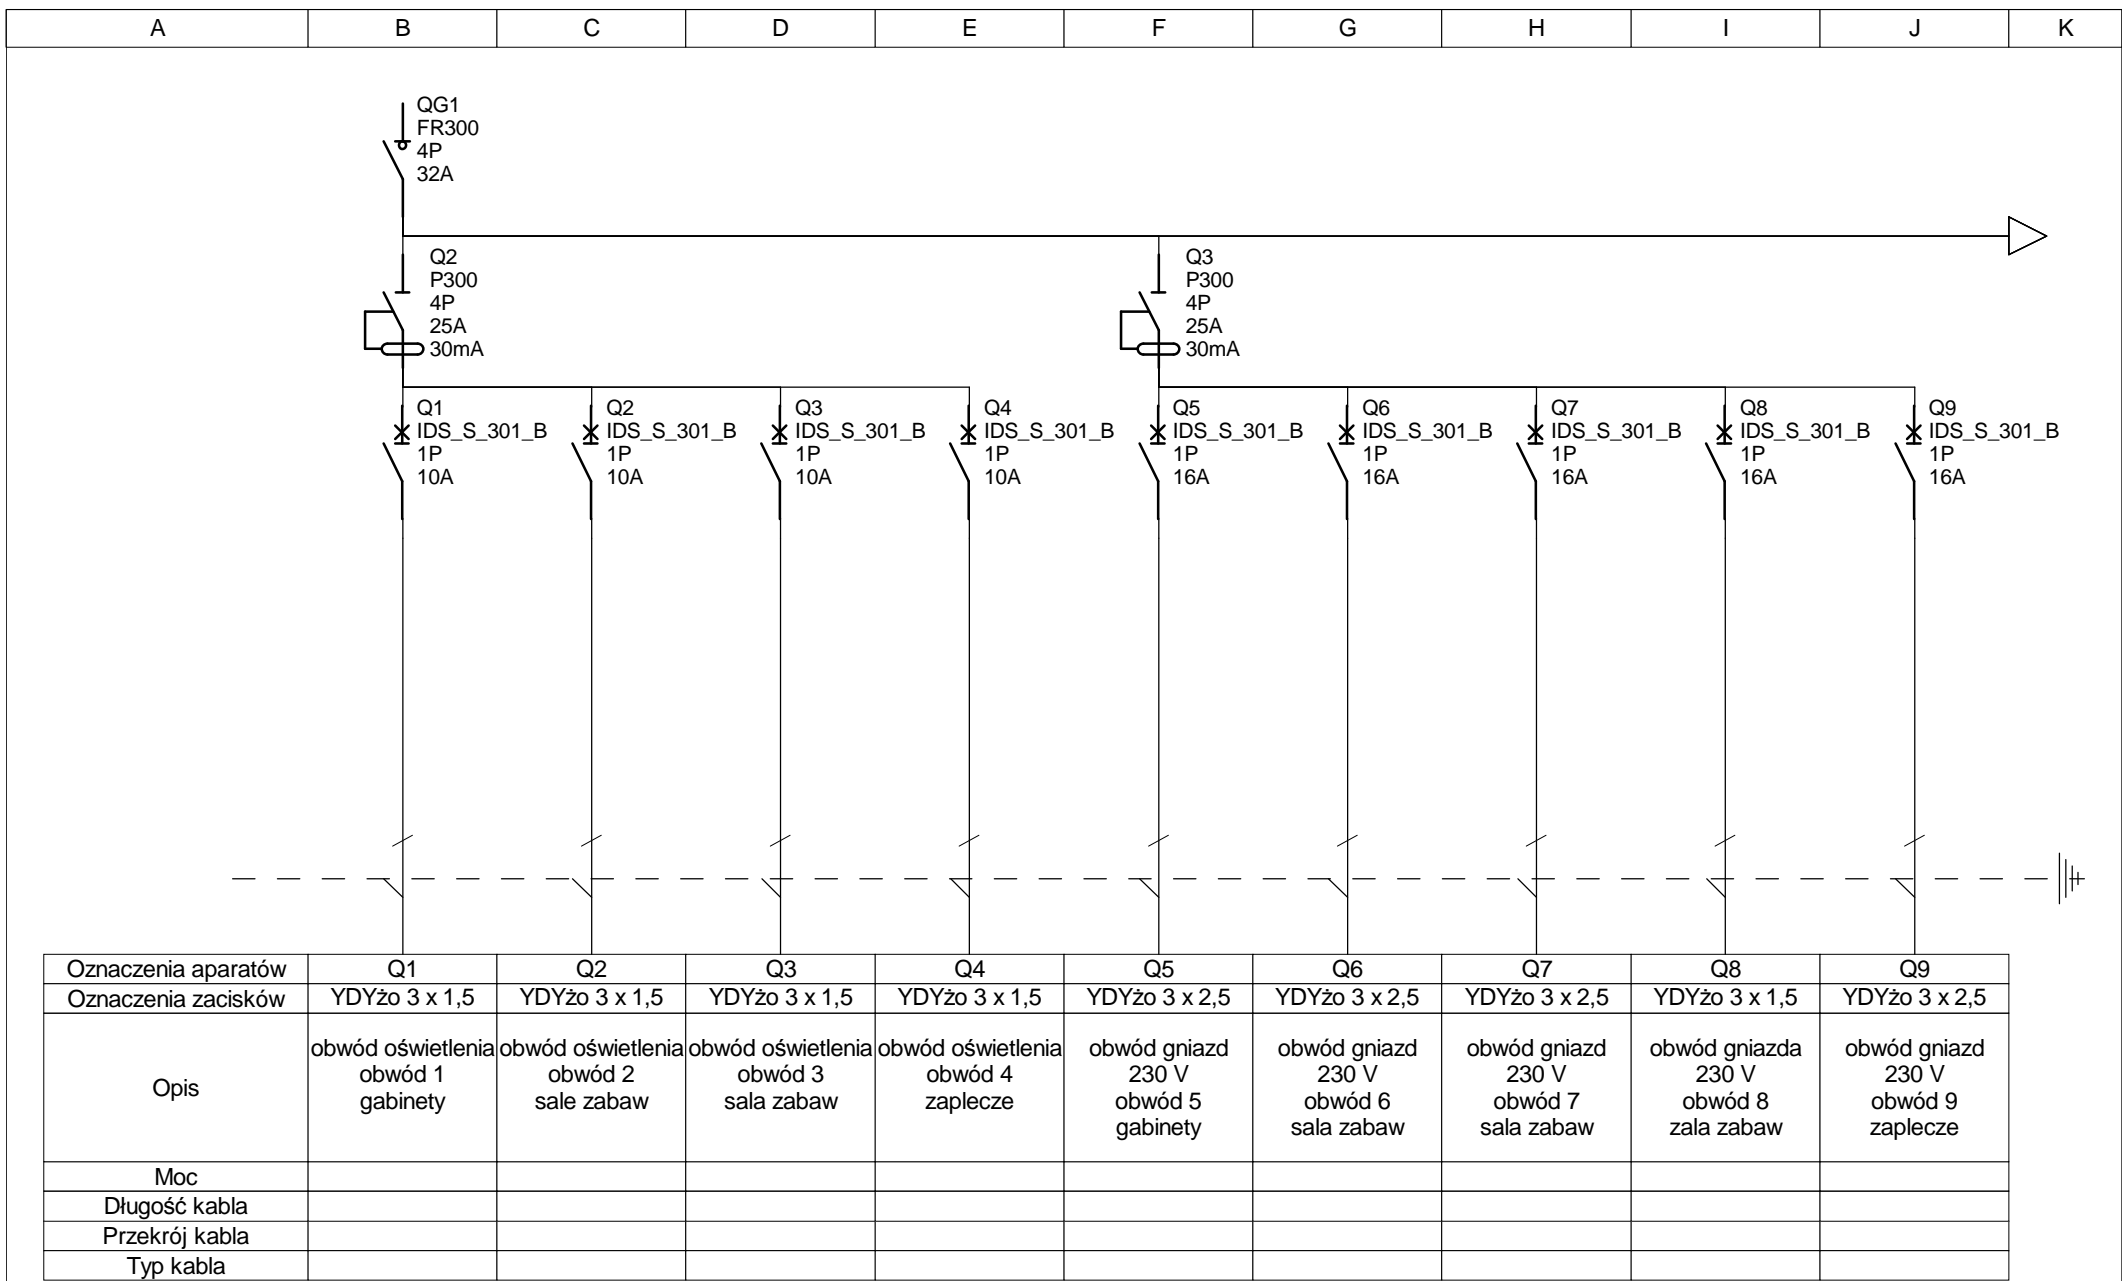 A B C D E F G H I J K
QG1
FR300
4P
32A
Q2
P300
4P
25A
30mA
Q3
P300
4P
25A
30mA
Q1
IDS_S_301_B
1P
10A
Q2
IDS_S_301_B
1P
10A
Q3
IDS_S_301_B
1P
10A
Q4
IDS_S_301_B
1P
10A
Q5
IDS_S_301_B
1P
16A
Q6
IDS_S_301_B
1P
16A
Q7
IDS_S_301_B
1P
16A
Q8
IDS_S_301_B
1P
16A
Q9
IDS_S_301_B
1P
16A
Oznaczenia aparatów Q1 Q2 Q3 Q4 Q5 Q6 Q7 Q8 Q9
Oznaczenia zacisków YDYżo 3 x 1,5 YDYżo 3 x 1,5 YDYżo 3 x 1,5 YDYżo 3 x 1,5 YDYżo 3 x 2,5 YDYżo 3 x 2,5 YDYżo 3 x 2,5 YDYżo 3 x 1,5 YDYżo 3 x 2,5
Opis
obwód oświetlenia
obwód 1
gabinety
obwód oświetlenia
obwód 2
sale zabaw
obwód oświetlenia
obwód 3
sala zabaw
obwód oświetlenia
obwód 4
zaplecze
obwód gniazd
230 V
obwód 5
gabinety
obwód gniazd
230 V
obwód 6
sala zabaw
obwód gniazd
230 V
obwód 7
sala zabaw
obwód gniazda
230 V
obwód 8
zala zabaw
obwód gniazd
230 V
obwód 9
zaplecze
Moc
Długość kabla
Przekrój kabla
Typ kabla